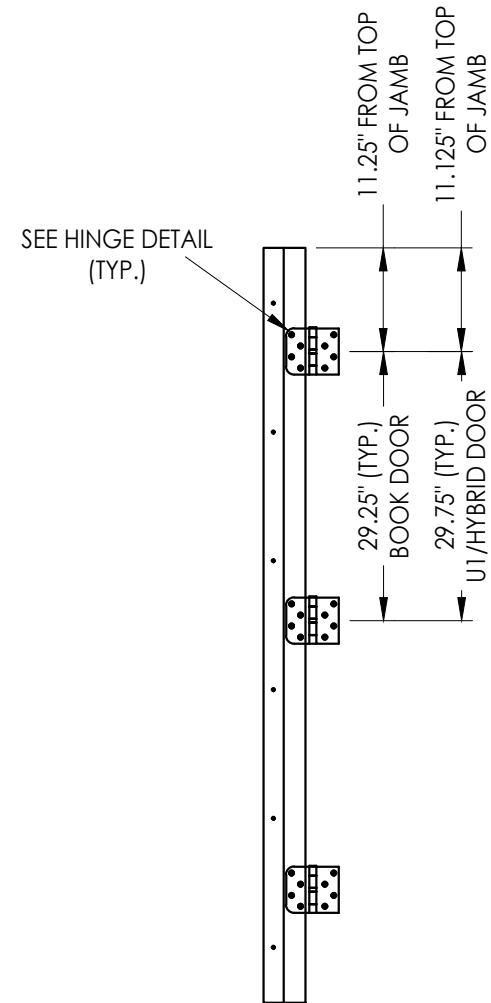 11.25" FROM TOP
OF JAMB
11.125" FROM TOP
OF JAMB
SEE HINGE DETAIL
(TYP.)
29.25" (TYP.)
BOOK DOOR
29.75" (TYP.)
U1/HYBRID DOOR